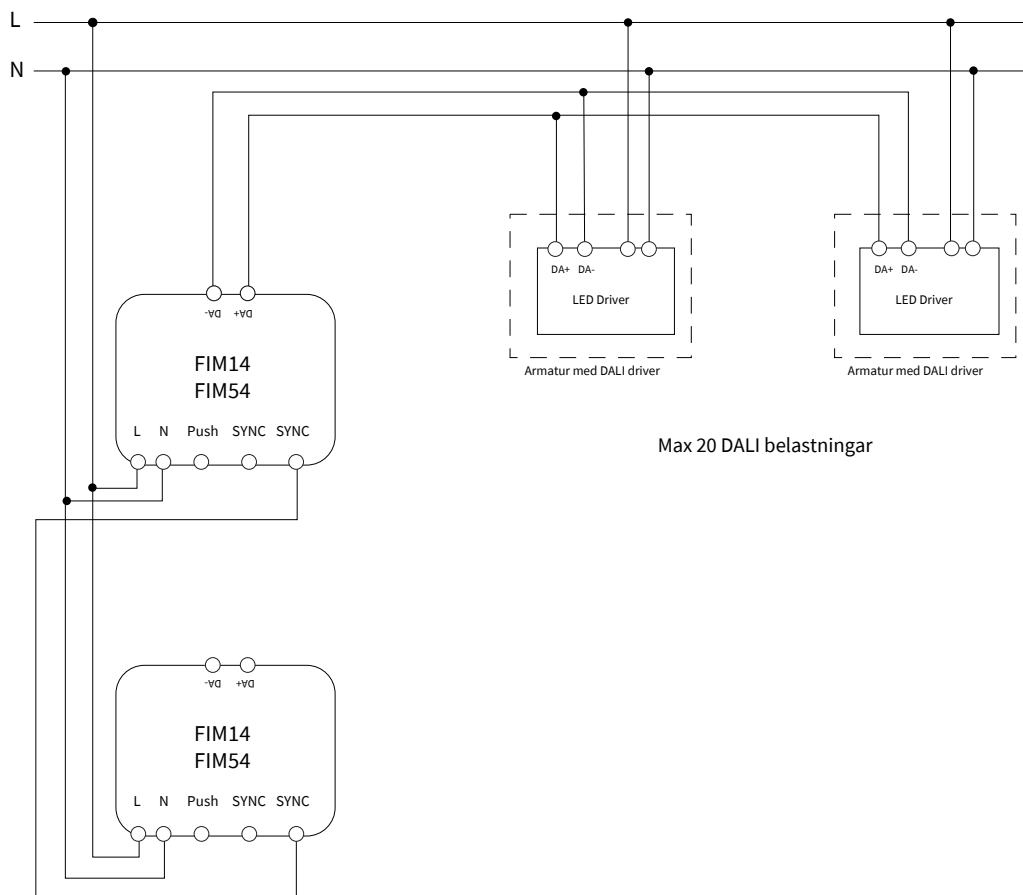 L
N
DA+ DA-
LED Driver
Armatur med DALI driver
DA+ DA-
LED Driver
Armatur med DALI driver
Max 20 DALI belastningar
DA- DA+
FIM14
FIM54
L N Push SYNC SYNC
DA- DA+
FIM14
FIM54
L N Push SYNC SYNC